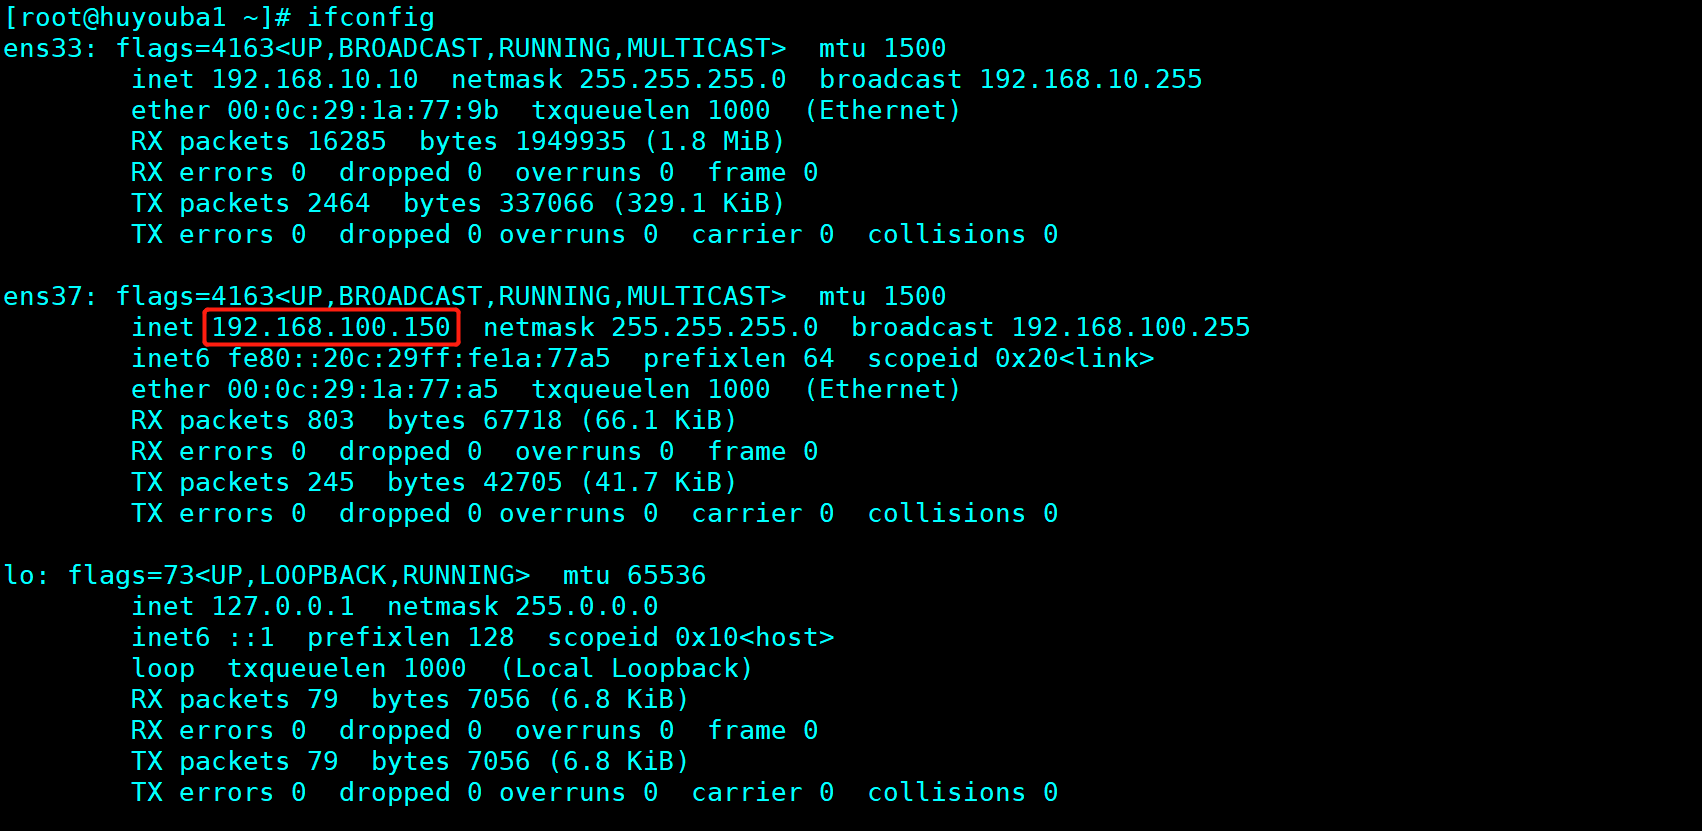 [root@huyouba1 ~]# ifconfig
ens33: flags=4163<UP,BROADCAST,RUNNING,MULTICAST>  mtu 1500
        inet 192.168.10.10  netmask 255.255.255.0  broadcast 192.168.10.255
        ether 00:0c:29:1a:77:9b  txqueuelen 1000  (Ethernet)
        RX packets 16285  bytes 1949935 (1.8 MiB)
        RX errors 0  dropped 0  overruns 0  frame 0
        TX packets 2464  bytes 337066 (329.1 KiB)
        TX errors 0  dropped 0 overruns 0  carrier 0  collisions 0

ens37: flags=4163<UP,BROADCAST,RUNNING,MULTICAST>  mtu 1500
        inet 192.168.100.150  netmask 255.255.255.0  broadcast 192.168.100.255
        inet6 fe80::20c:29ff:fe1a:77a5  prefixlen 64  scopeid 0x20<link>
        ether 00:0c:29:1a:77:a5  txqueuelen 1000  (Ethernet)
        RX packets 803  bytes 67718 (66.1 KiB)
        RX errors 0  dropped 0  overruns 0  frame 0
        TX packets 245  bytes 42705 (41.7 KiB)
        TX errors 0  dropped 0 overruns 0  carrier 0  collisions 0

lo: flags=73<UP,LOOPBACK,RUNNING>  mtu 65536
        inet 127.0.0.1  netmask 255.0.0.0
        inet6 ::1  prefixlen 128  scopeid 0x10<host>
        loop  txqueuelen 1000  (Local Loopback)
        RX packets 79  bytes 7056 (6.8 KiB)
        RX errors 0  dropped 0  overruns 0  frame 0
        TX packets 79  bytes 7056 (6.8 KiB)
        TX errors 0  dropped 0 overruns 0  carrier 0  collisions 0